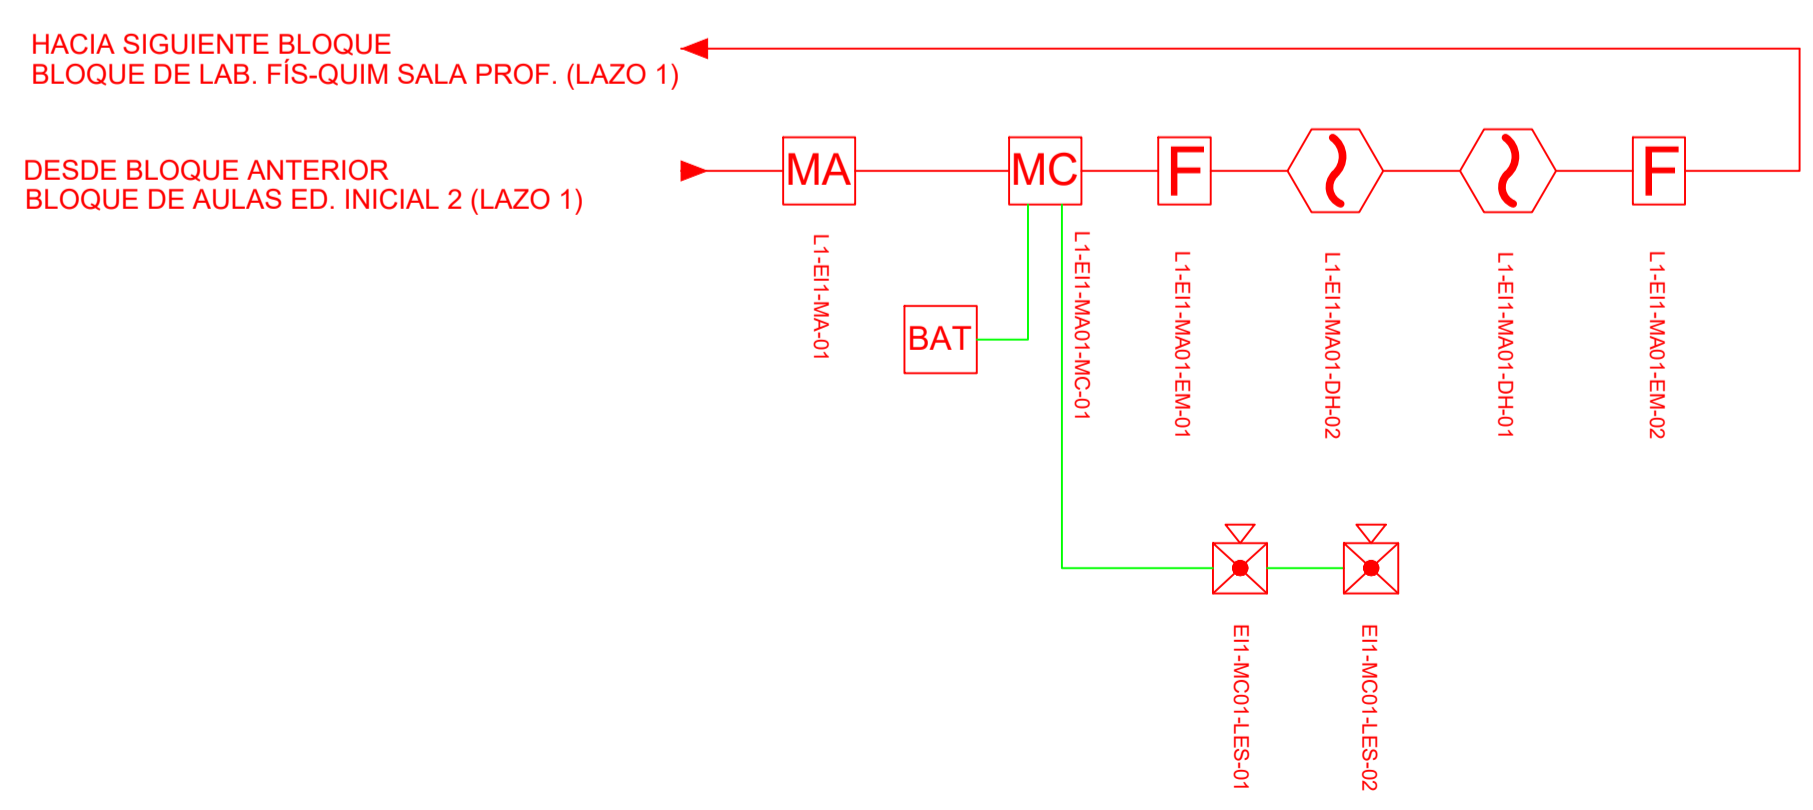 HACIA SIGUIENTE BLOQUE
BLOQUE DE LAB. FÍS-QUIM SALA PROF. (LAZO 1)
DESDE BLOQUE ANTERIOR
BLOQUE DE AULAS ED. INICIAL 2 (LAZO 1)
MA
MC
F
F
L1-EI1-MA-01
L1-EI1-MA01-MC-01
L1-EI1-MA01-EM-01
L1-EI1-MA01-DH-02
L1-EI1-MA01-DH-01
L1-EI1-MA01-EM-02
BAT
EI1-MC01-LES-01
EI1-MC01-LES-02